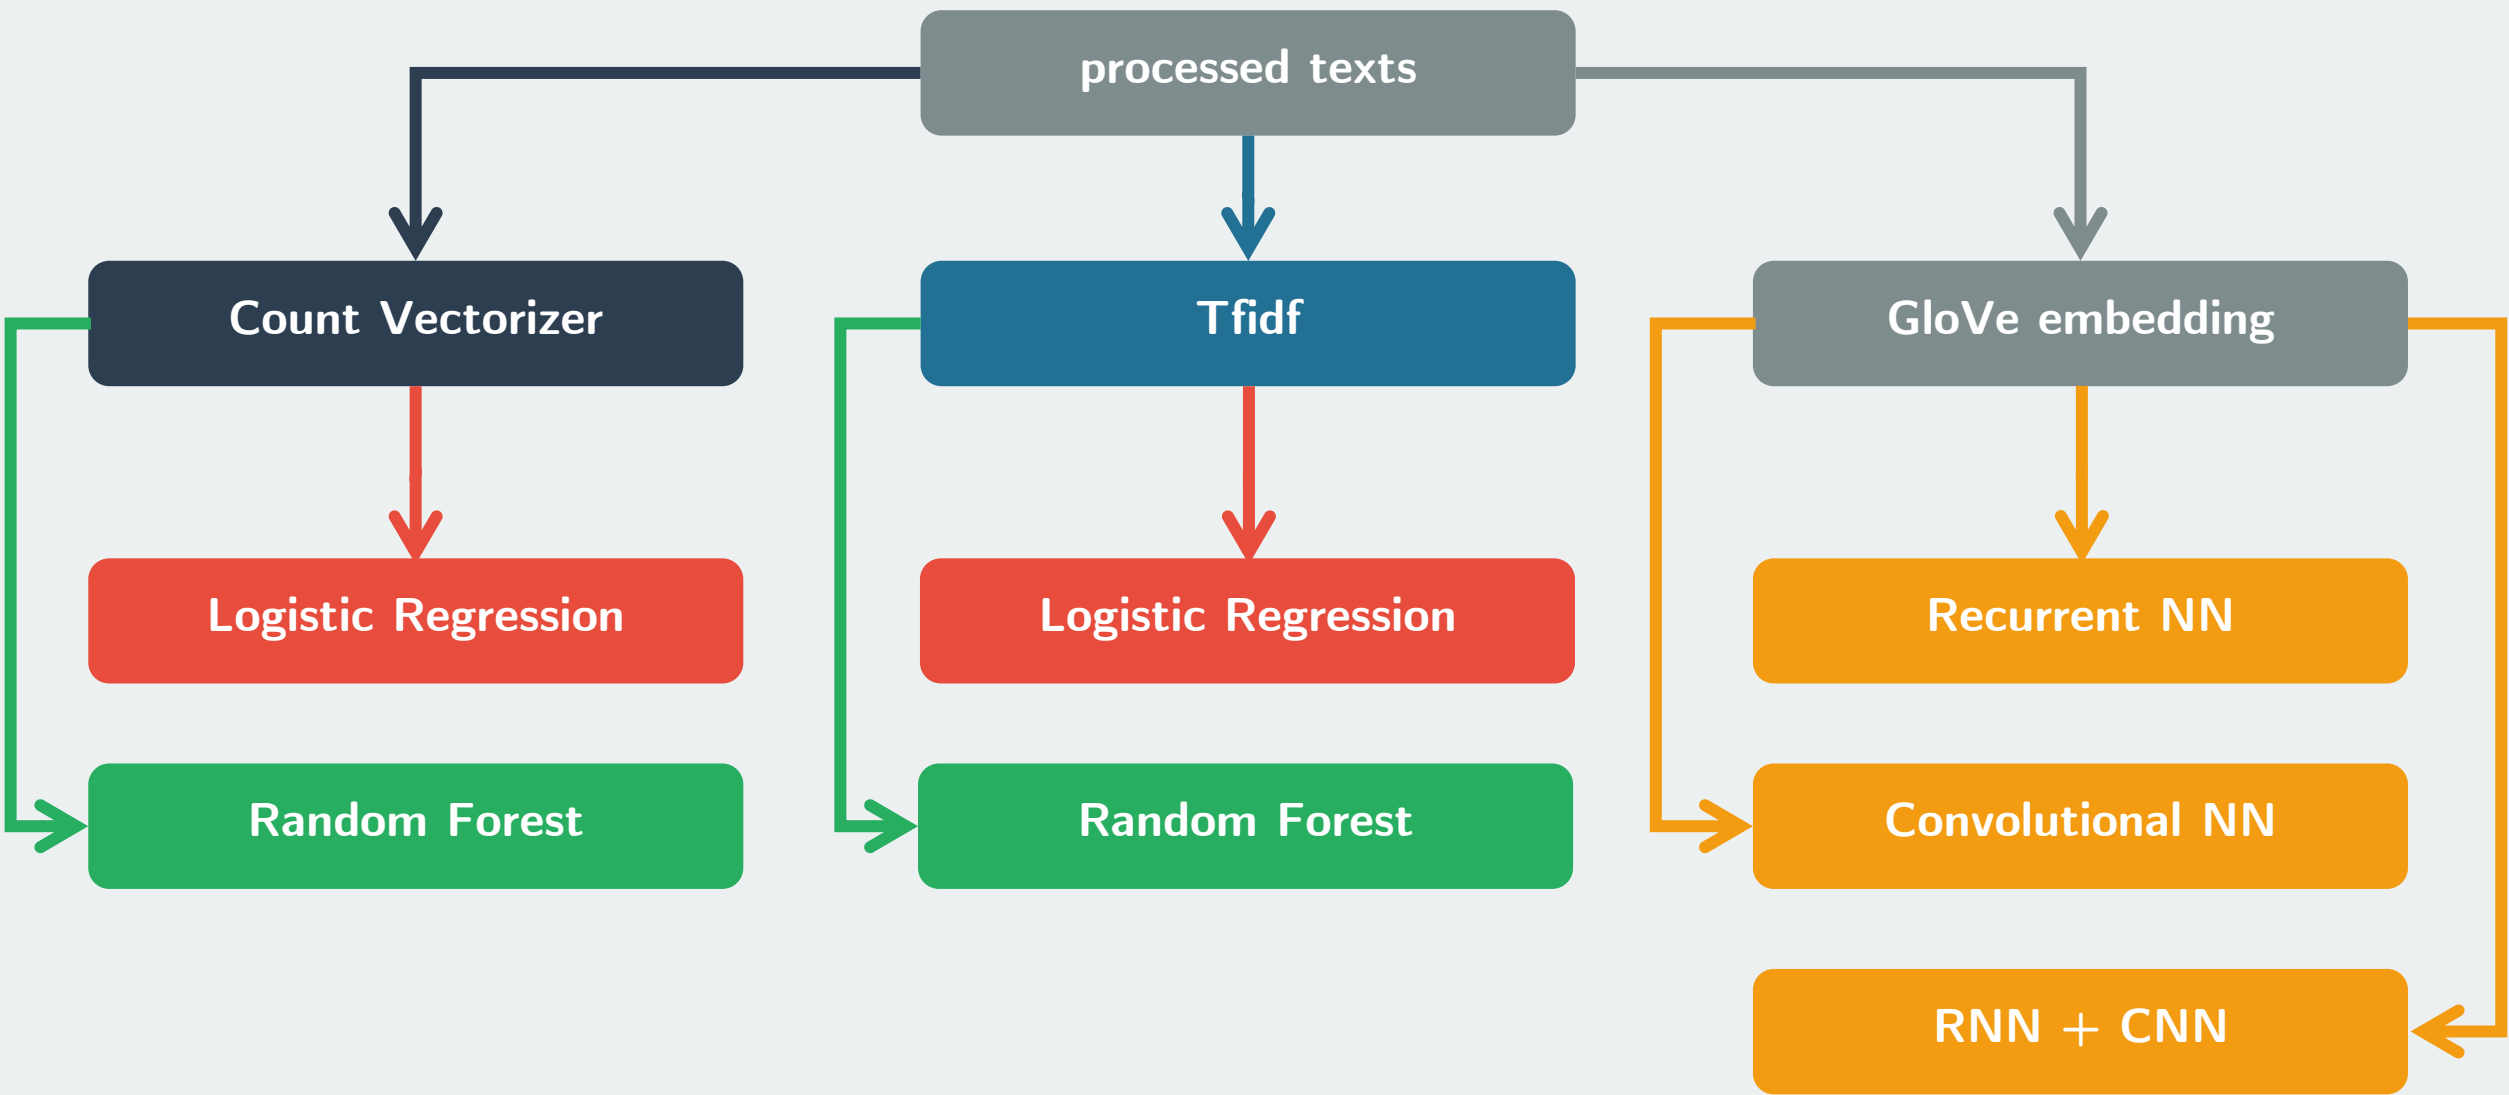 processed texts
Count Vectorizer
Tfidf
GloVe embedding
Logistic Regression
Logistic Regression
Recurrent NN
Random Forest
Random Forest
Convolutional NN
RNN + CNN